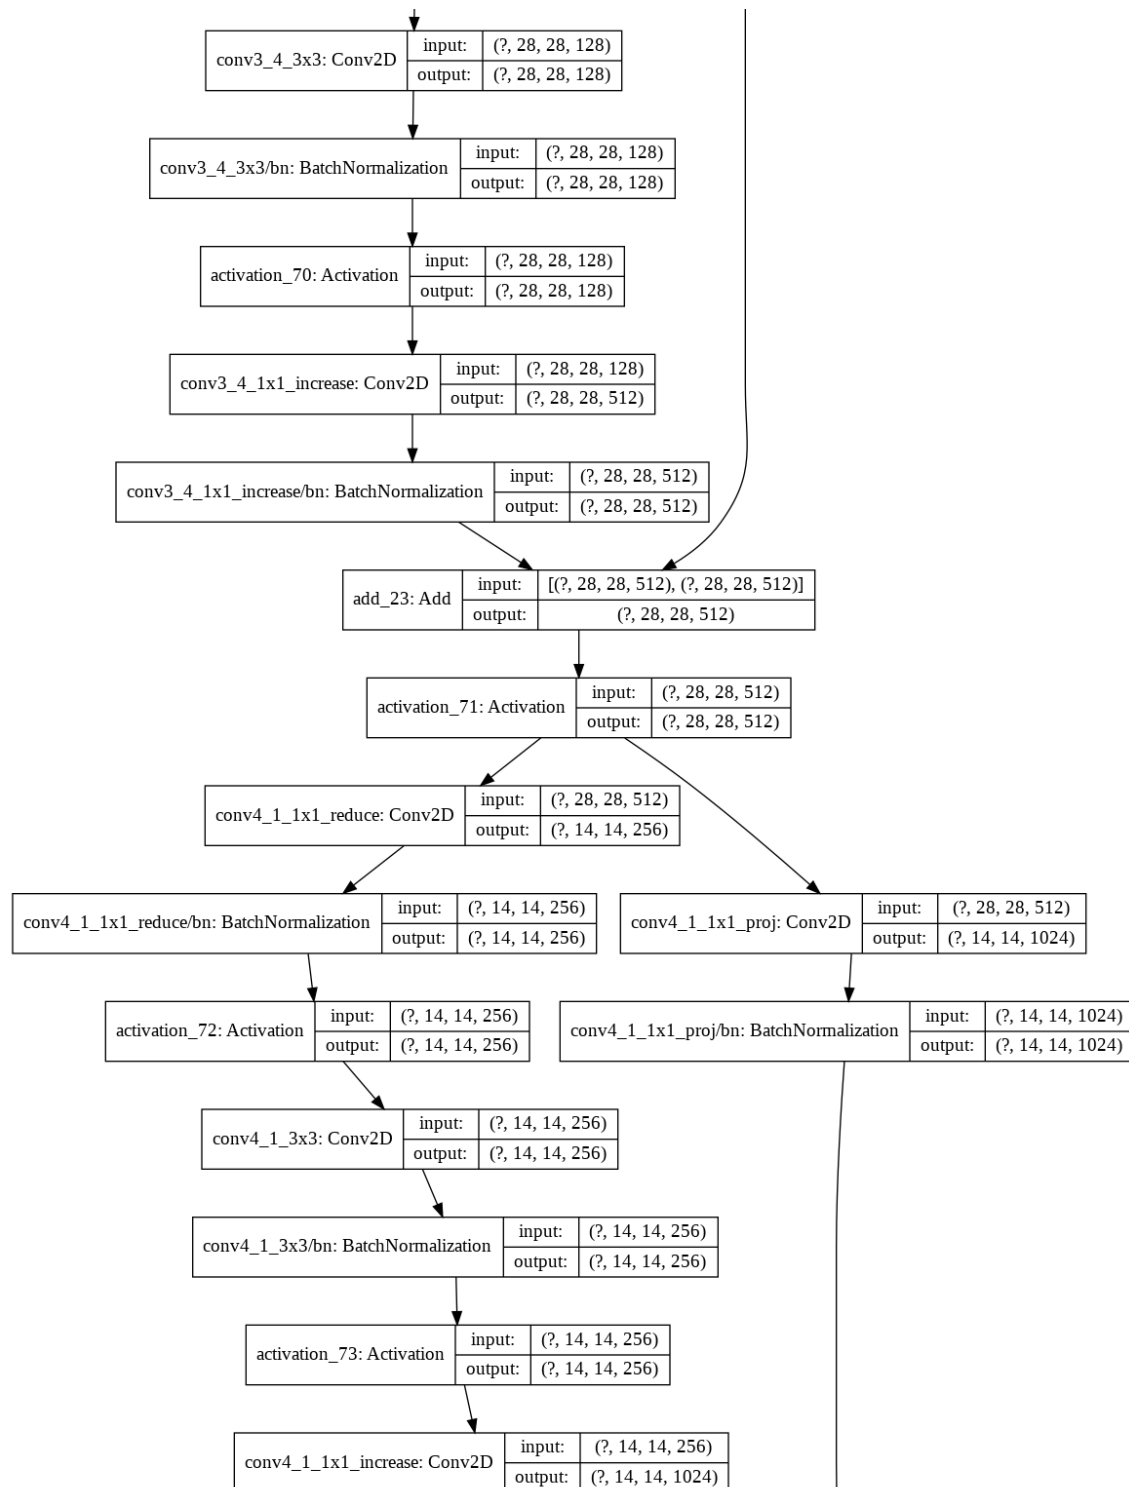 conv3_4_3x3: Conv2D
input: (?, 28, 28, 128)
output: (?, 28, 28, 128)
conv3_4_3x3/bn: BatchNormalization
input: (?, 28, 28, 128)
output: (?, 28, 28, 128)
activation_70: Activation
input: (?, 28, 28, 128)
output: (?, 28, 28, 128)
conv3_4_1x1_increase: Conv2D
input: (?, 28, 28, 128)
output: (?, 28, 28, 512)
conv3_4_1x1_increase/bn: BatchNormalization
input: (?, 28, 28, 512)
output: (?, 28, 28, 512)
add_23: Add
input: [(?, 28, 28, 512), (?, 28, 28, 512)]
output: (?, 28, 28, 512)
activation_71: Activation
input: (?, 28, 28, 512)
output: (?, 28, 28, 512)
conv4_1_1x1_reduce: Conv2D
input: (?, 28, 28, 512)
output: (?, 14, 14, 256)
conv4_1_1x1_reduce/bn: BatchNormalization
input: (?, 14, 14, 256)
output: (?, 14, 14, 256)
conv4_1_1x1_proj: Conv2D
input: (?, 28, 28, 512)
output: (?, 14, 14, 1024)
activation_72: Activation
input: (?, 14, 14, 256)
output: (?, 14, 14, 256)
conv4_1_1x1_proj/bn: BatchNormalization
input: (?, 14, 14, 1024)
output: (?, 14, 14, 1024)
conv4_1_3x3: Conv2D
input: (?, 14, 14, 256)
output: (?, 14, 14, 256)
conv4_1_3x3/bn: BatchNormalization
input: (?, 14, 14, 256)
output: (?, 14, 14, 256)
activation_73: Activation
input: (?, 14, 14, 256)
output: (?, 14, 14, 256)
conv4_1_1x1_increase: Conv2D
input: (?, 14, 14, 256)
output: (?, 14, 14, 1024)